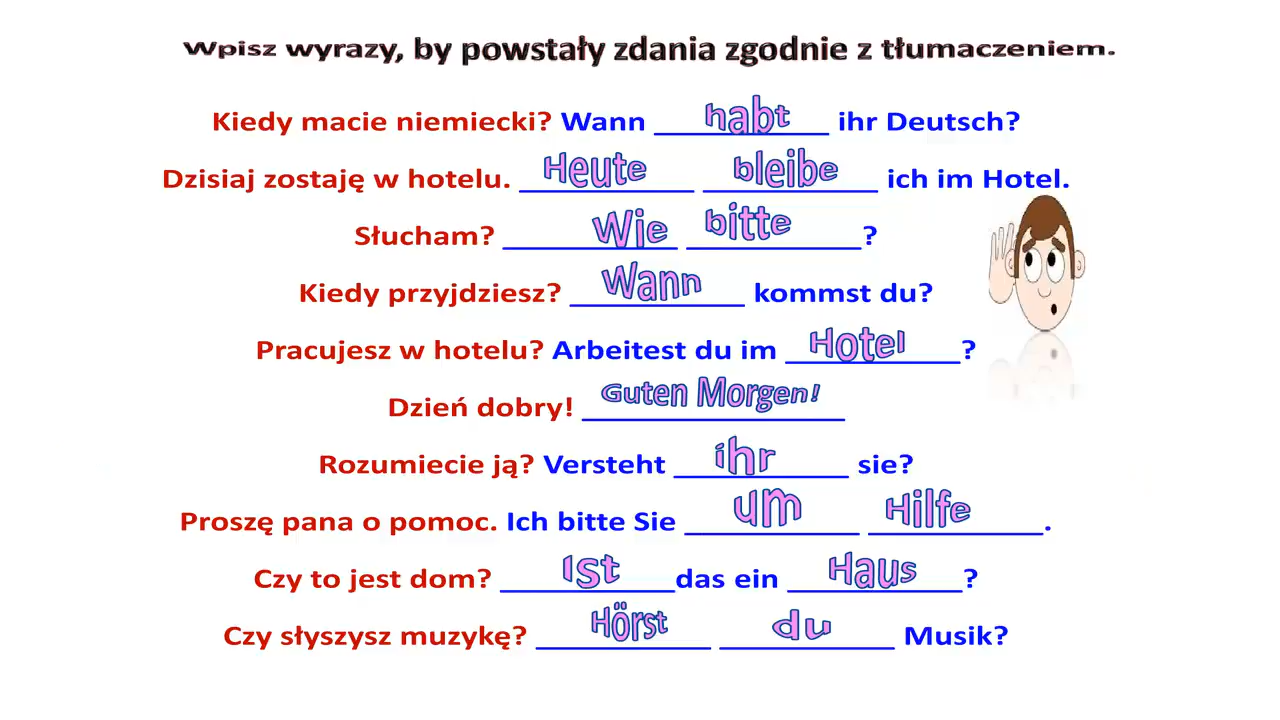 Wpisz wyrazy, by powstały zdania zgodnie z tłumaczeniem.
Kiedy macie niemiecki? Wann habt ihr Deutsch?
Dzisiaj zostaję w hotelu. Heute bleibe ich im Hotel.
Słucham? Wie bitte?
Kiedy przyjdziesz? Wann kommst du?
Pracujesz w hotelu? Arbeitest du im Hotel?
Dzień dobry! Guten Morgen!
Rozumiecie ją? Versteht ihr sie?
Proszę pana o pomoc. Ich bitte Sie um Hilfe.
Czy to jest dom? Ist das ein Haus?
Czy słyszysz muzykę? Hörst du Musik?